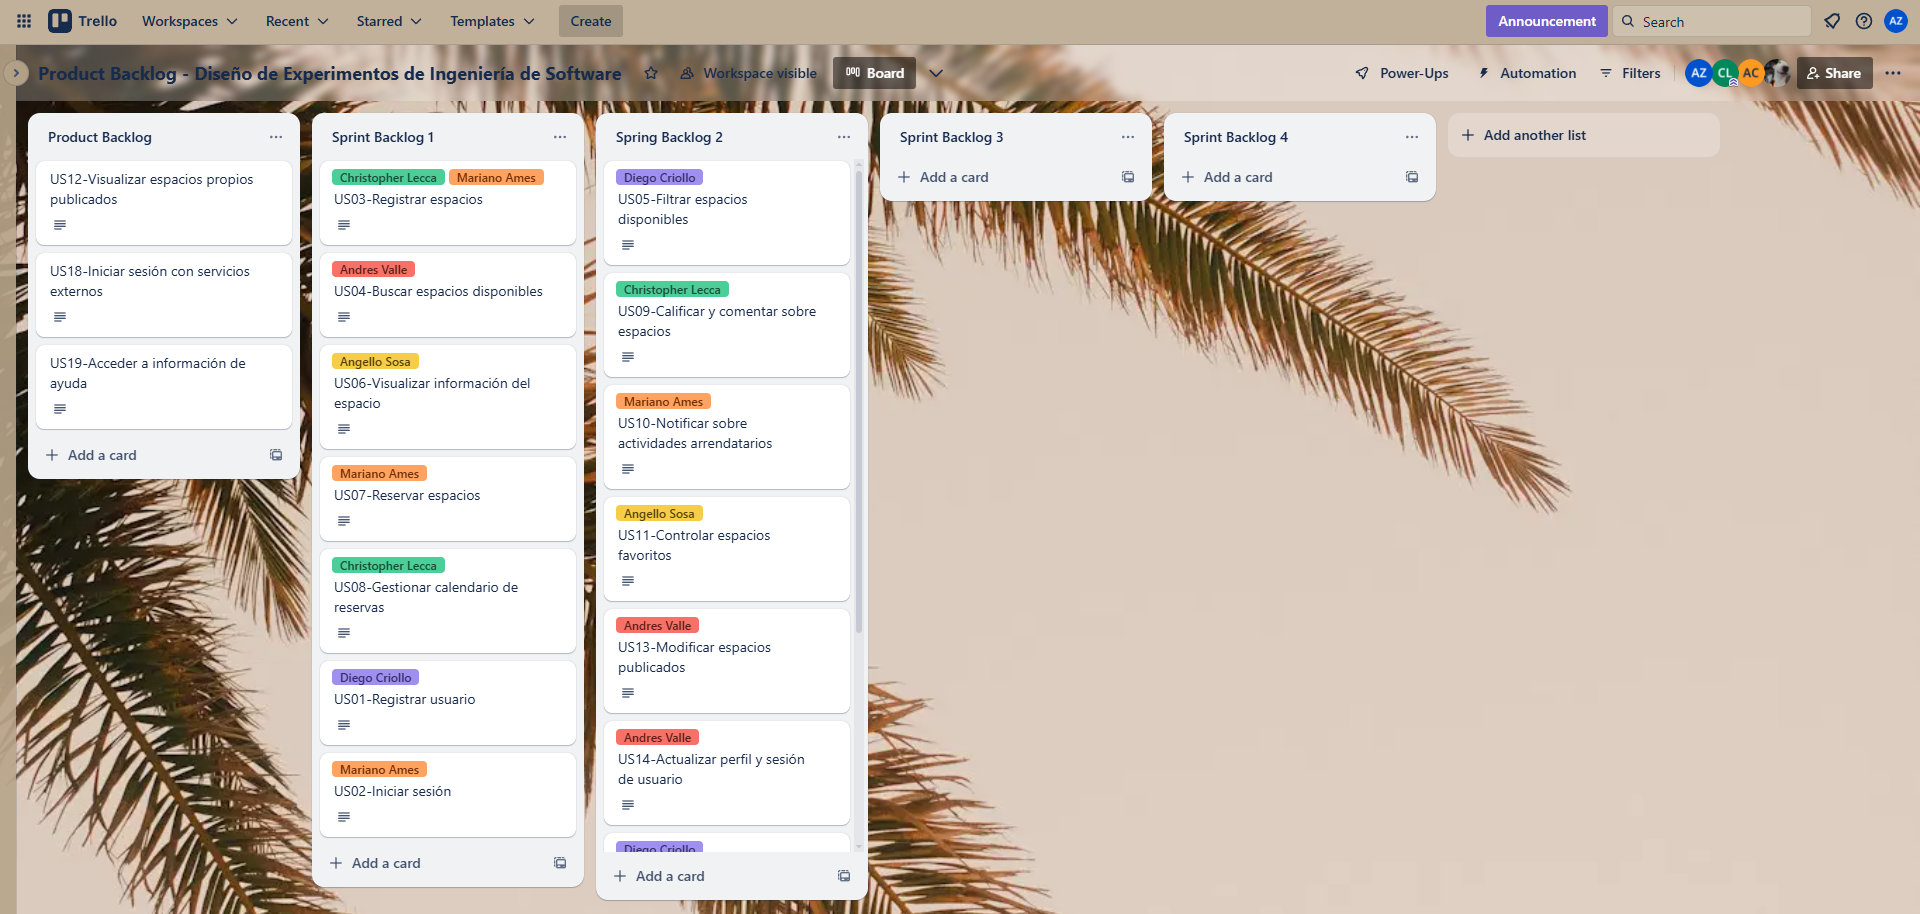 Trello
Workspaces
Recent
Starred
Templates
Create
Announcement
Search
AZ
Product Backlog - Diseño de Experimentos de Ingeniería de Software
Workspace visible
Board
Power-Ups
Automation
Filters
AZ
CL
AC
Share
Product Backlog
US12-Visualizar espacios propios
publicados
US18-Iniciar sesión con servicios
externos
US19-Acceder a información de
ayuda
Add a card
Sprint Backlog 1
Christopher Lecca
Mariano Ames
US03-Registrar espacios
Andres Valle
US04-Buscar espacios disponibles
Angello Sosa
US06-Visualizar información del
espacio
Mariano Ames
US07-Reservar espacios
Christopher Lecca
US08-Gestionar calendario de
reservas
Diego Criollo
US01-Registrar usuario
Mariano Ames
US02-Iniciar sesión
Add a card
Spring Backlog 2
Diego Criollo
US05-Filtrar espacios
disponibles
Christopher Lecca
US09-Calificar y comentar sobre
espacios
Mariano Ames
US10-Notificar sobre
actividades arrendatarios
Angello Sosa
US11-Controlar espacios
favoritos
Andres Valle
US13-Modificar espacios
publicados
Andres Valle
US14-Actualizar perfil y sesión
de usuario
Diego Criollo
Add a card
Sprint Backlog 3
Add a card
Sprint Backlog 4
Add a card
Add another list